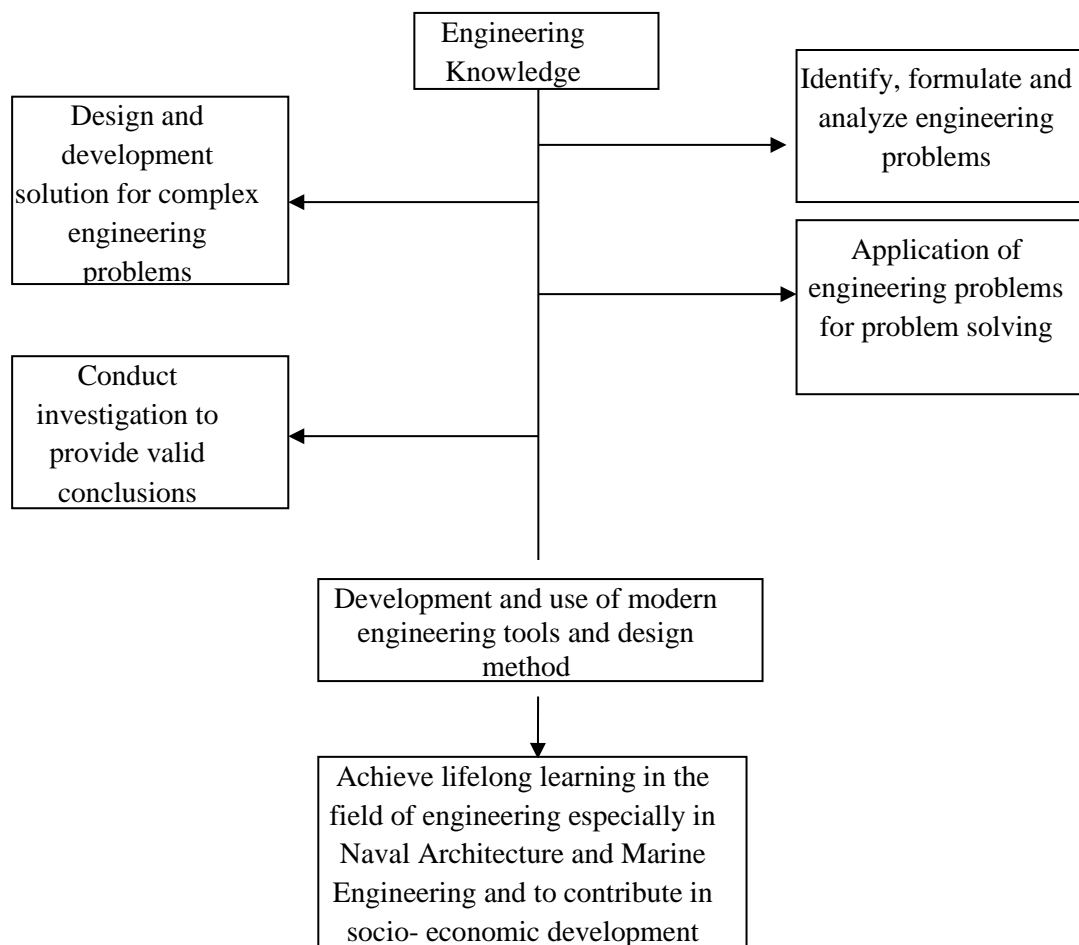 Engineering
Knowledge
Identify, formulate and
analyze engineering
problems
Design and
development
solution for complex
engineering
problems
Application of
engineering problems
for problem solving
Conduct
investigation to
provide valid
conclusions
Development and use of modern
engineering tools and design
method
Achieve lifelong learning in the
field of engineering especially in
Naval Architecture and Marine
Engineering and to contribute in
socio- economic development